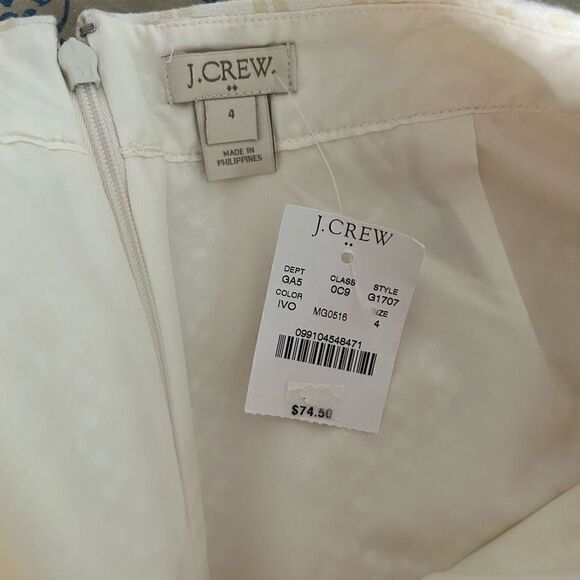 J.CREW.
4
MADE IN
PHILIPPINES
J.CREW
DEPT CLASS STYLE
GA5 0C9 G1707
COLOR SIZE
IVO MG0516 4
099104548471
$74.50